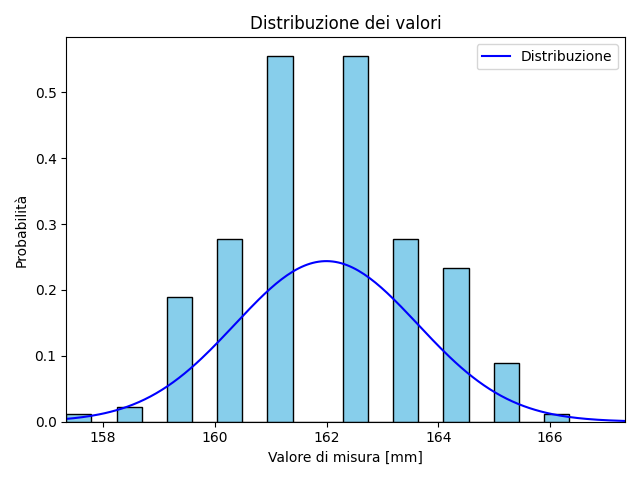 Distribuzione dei valori
Distribuzione
Probabilità
0.5
0.4
0.3
0.2
0.1
0.0
158 160 162 164 166
Valore di misura [mm]